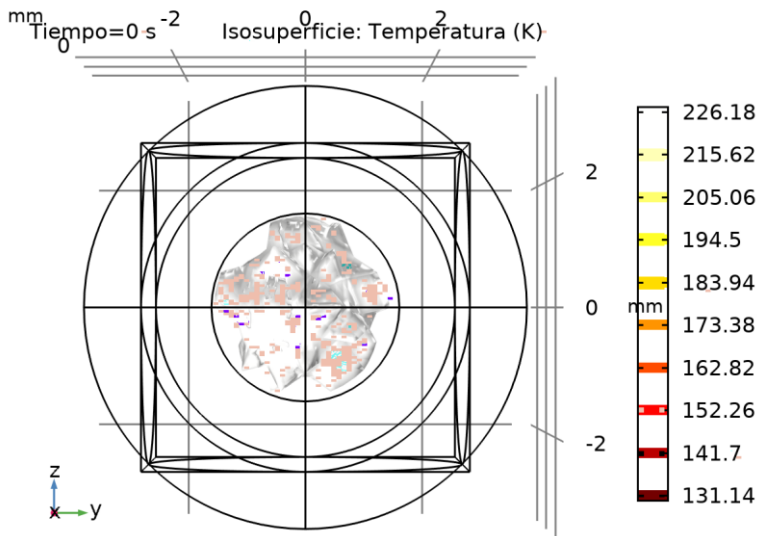 mm
-2
0
2
Tiempo=0 s
Isosuperficie: Temperatura (K)
0
2
0
-2
mm
226.18
215.62
205.06
194.5
183.94
173.38
162.82
152.26
141.7
131.14
z
x
y